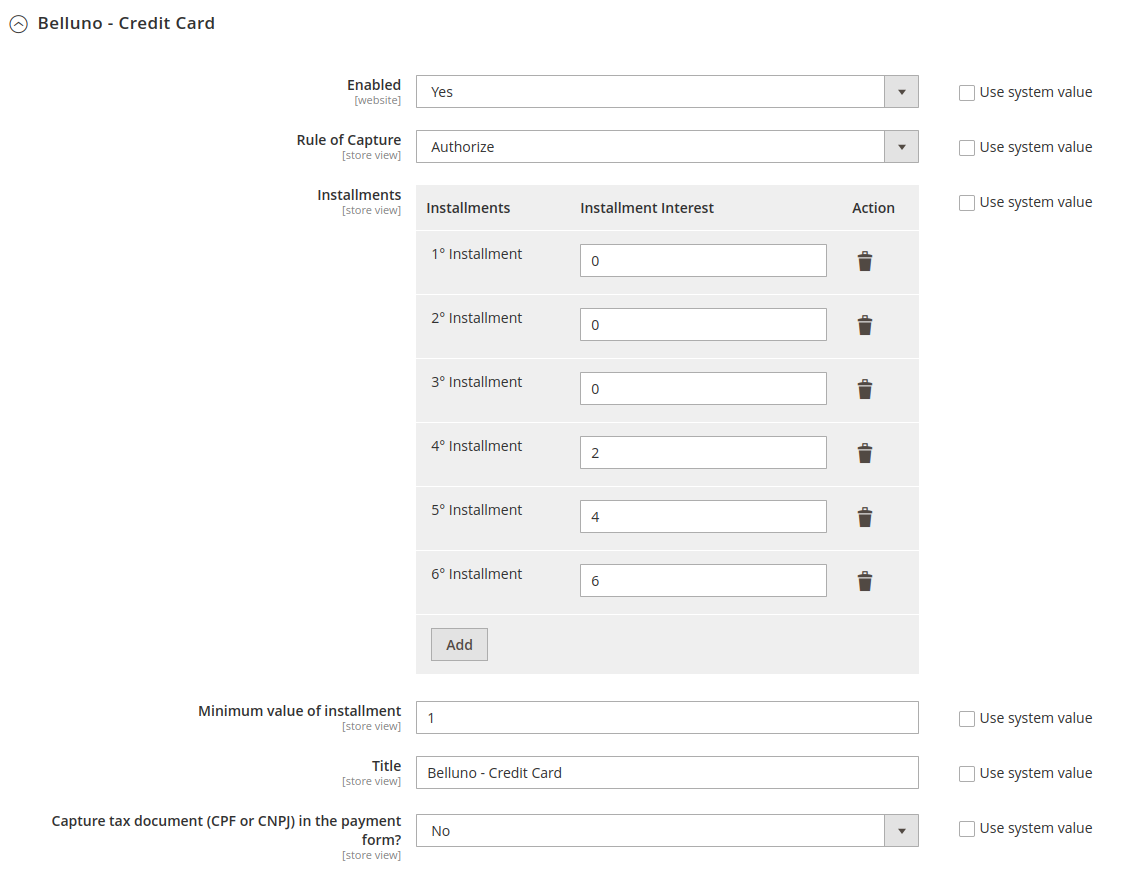 Belluno - Credit Card
Enabled
[website]
Yes
Use system value
Rule of Capture
[store view]
Authorize
Use system value
Installments
[store view]
Installments Installment Interest Action
Use system value
1° Installment 0
2° Installment 0
3° Installment 0
4° Installment 2
5° Installment 4
6° Installment 6
Add
Minimum value of installment
[store view]
1
Use system value
Title
[store view]
Belluno - Credit Card
Use system value
Capture tax document (CPF or CNPJ) in the payment
form?
[store view]
No
Use system value